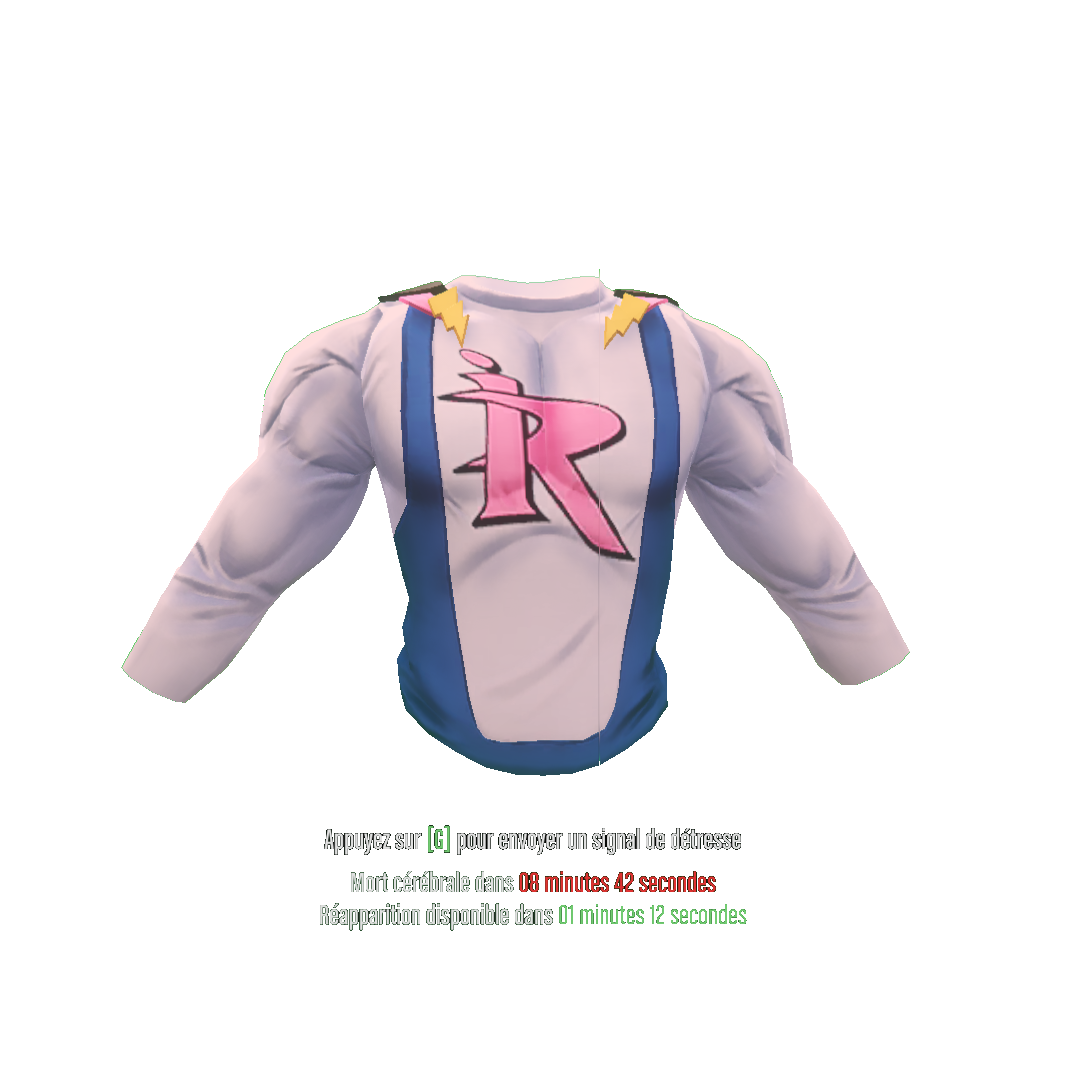 iR
Appuyez sur [G] pour envoyer un signal de détresse
Mort cérébrale dans 08 minutes 42 secondes
Réapparition disponible dans 01 minutes 12 secondes